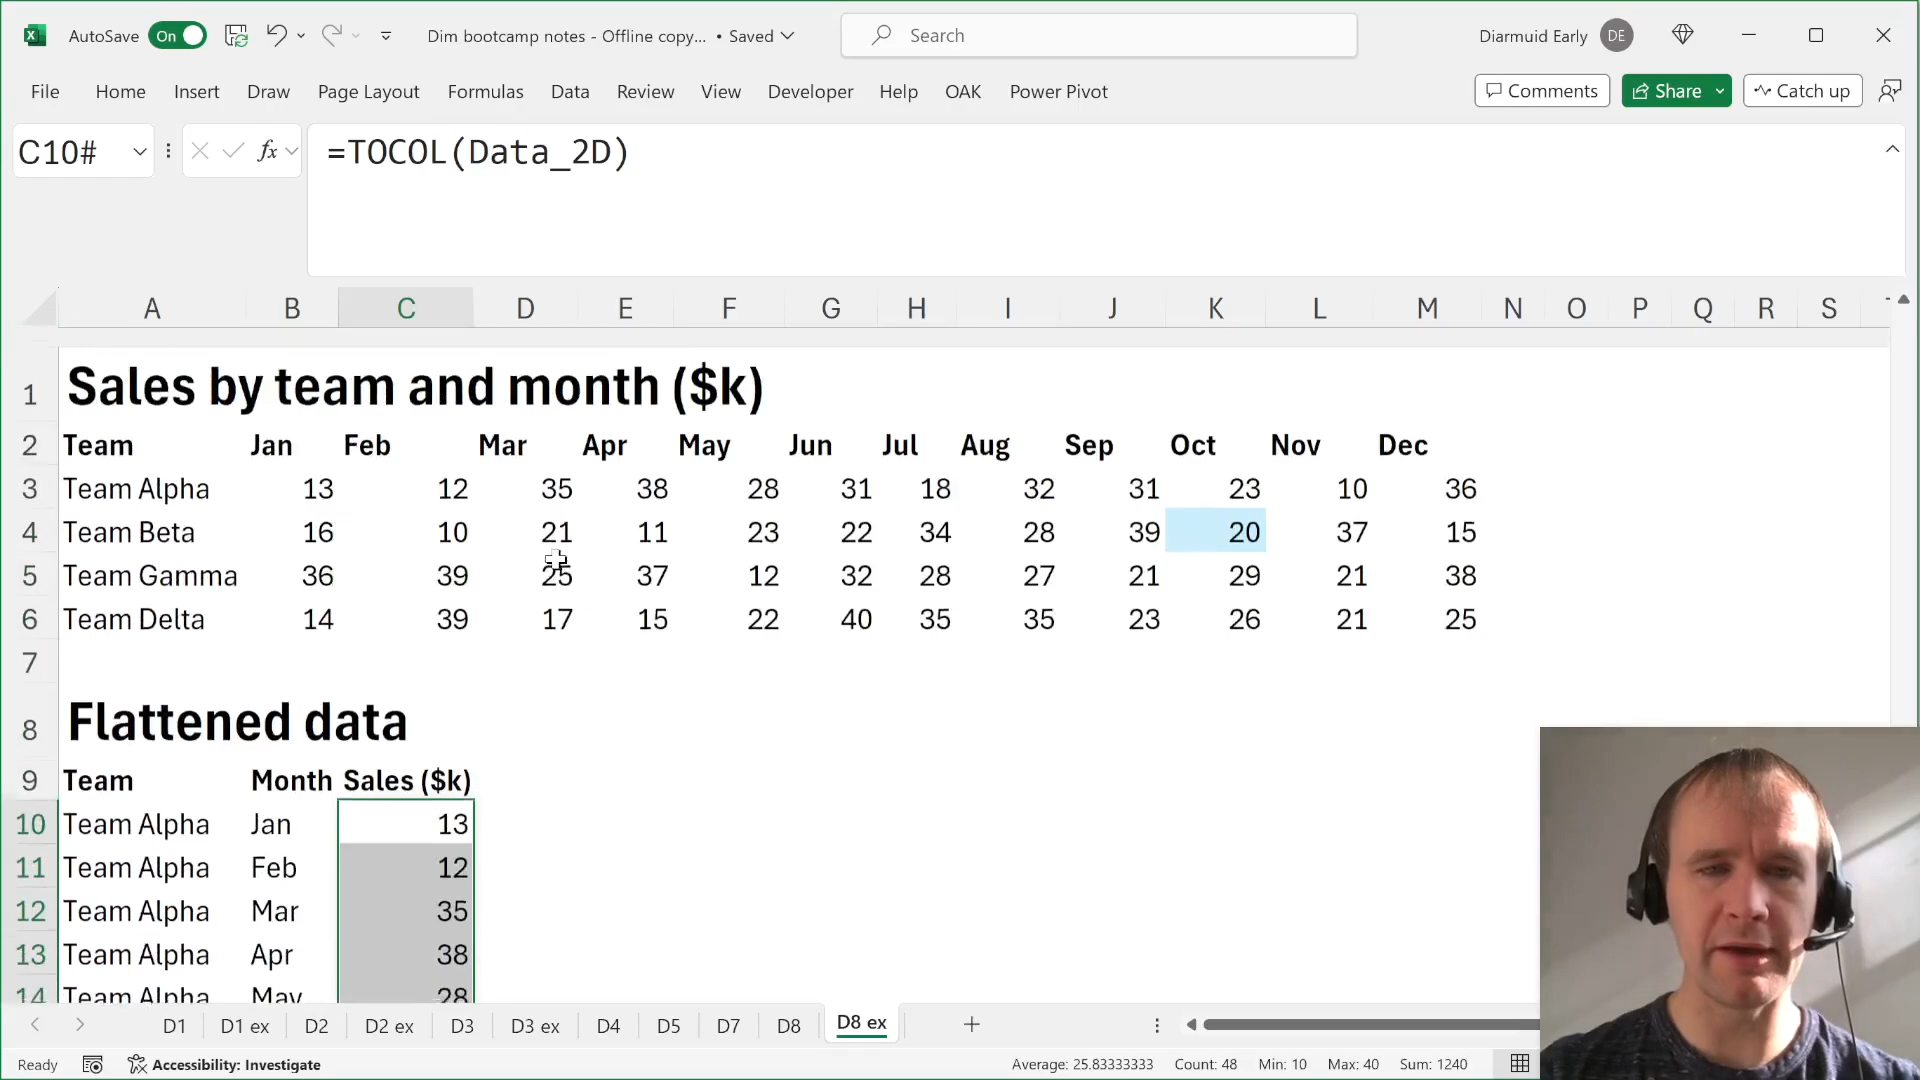 AutoSave On Dim bootcamp notes - Offline copy... • Saved Search Diarmuid Early DE
File Home Insert Draw Page Layout Formulas Data Review View Developer Help OAK Power Pivot Comments Share Catch up
C10# fx =TOCOL(Data_2D)
A B C D E F G H I J K L M N O P Q R S
1 Sales by team and month ($k)
2 Team Jan Feb Mar Apr May Jun Jul Aug Sep Oct Nov Dec
3 Team Alpha 13 12 35 38 28 31 18 32 31 23 10 36
4 Team Beta 16 10 21 11 23 22 34 28 39 20 37 15
5 Team Gamma 36 39 25 37 12 32 28 27 21 29 21 38
6 Team Delta 14 39 17 15 22 40 35 35 23 26 21 25
7
8 Flattened data
9 Team Month Sales ($k)
10 Team Alpha Jan 13
11 Team Alpha Feb 12
12 Team Alpha Mar 35
13 Team Alpha Apr 38
14 Team Alpha May 28
D1 D1 ex D2 D2 ex D3 D3 ex D4 D5 D7 D8 D8 ex
Ready Accessibility: Investigate Average: 25.83333333 Count: 48 Min: 10 Max: 40 Sum: 1240